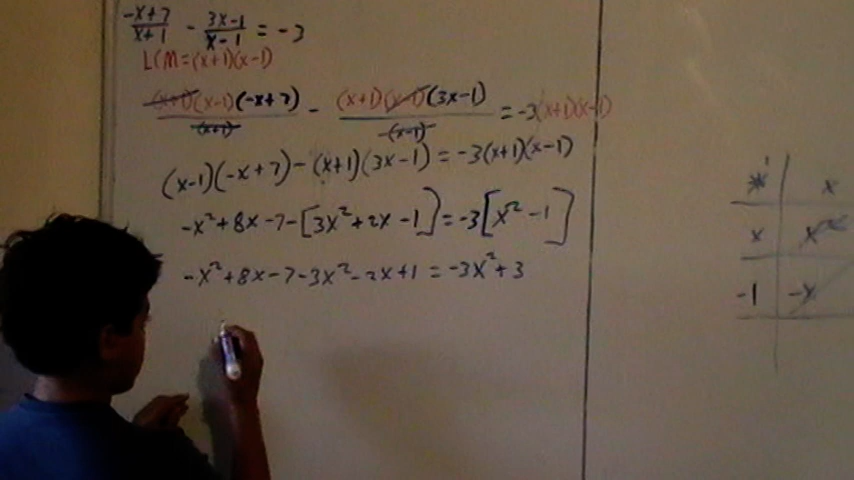 -x+7/x+1 - 3x-1/x-1 = -3
LCM=(x+1)(x-1)
(x+1)(x-1)(-x+7)/(x+1) - (x+1)(x-1)(3x-1)/(x-1) = -3(x+1)(x-1)
(x-1)(-x+7)-(x+1)(3x-1)=-3(x+1)(x-1)
-x²+8x-7-[3x²+2x-1]=-3[x²-1]
-x²+8x-7-3x²-2x+1=-3x²+3
x
x
-1 -x